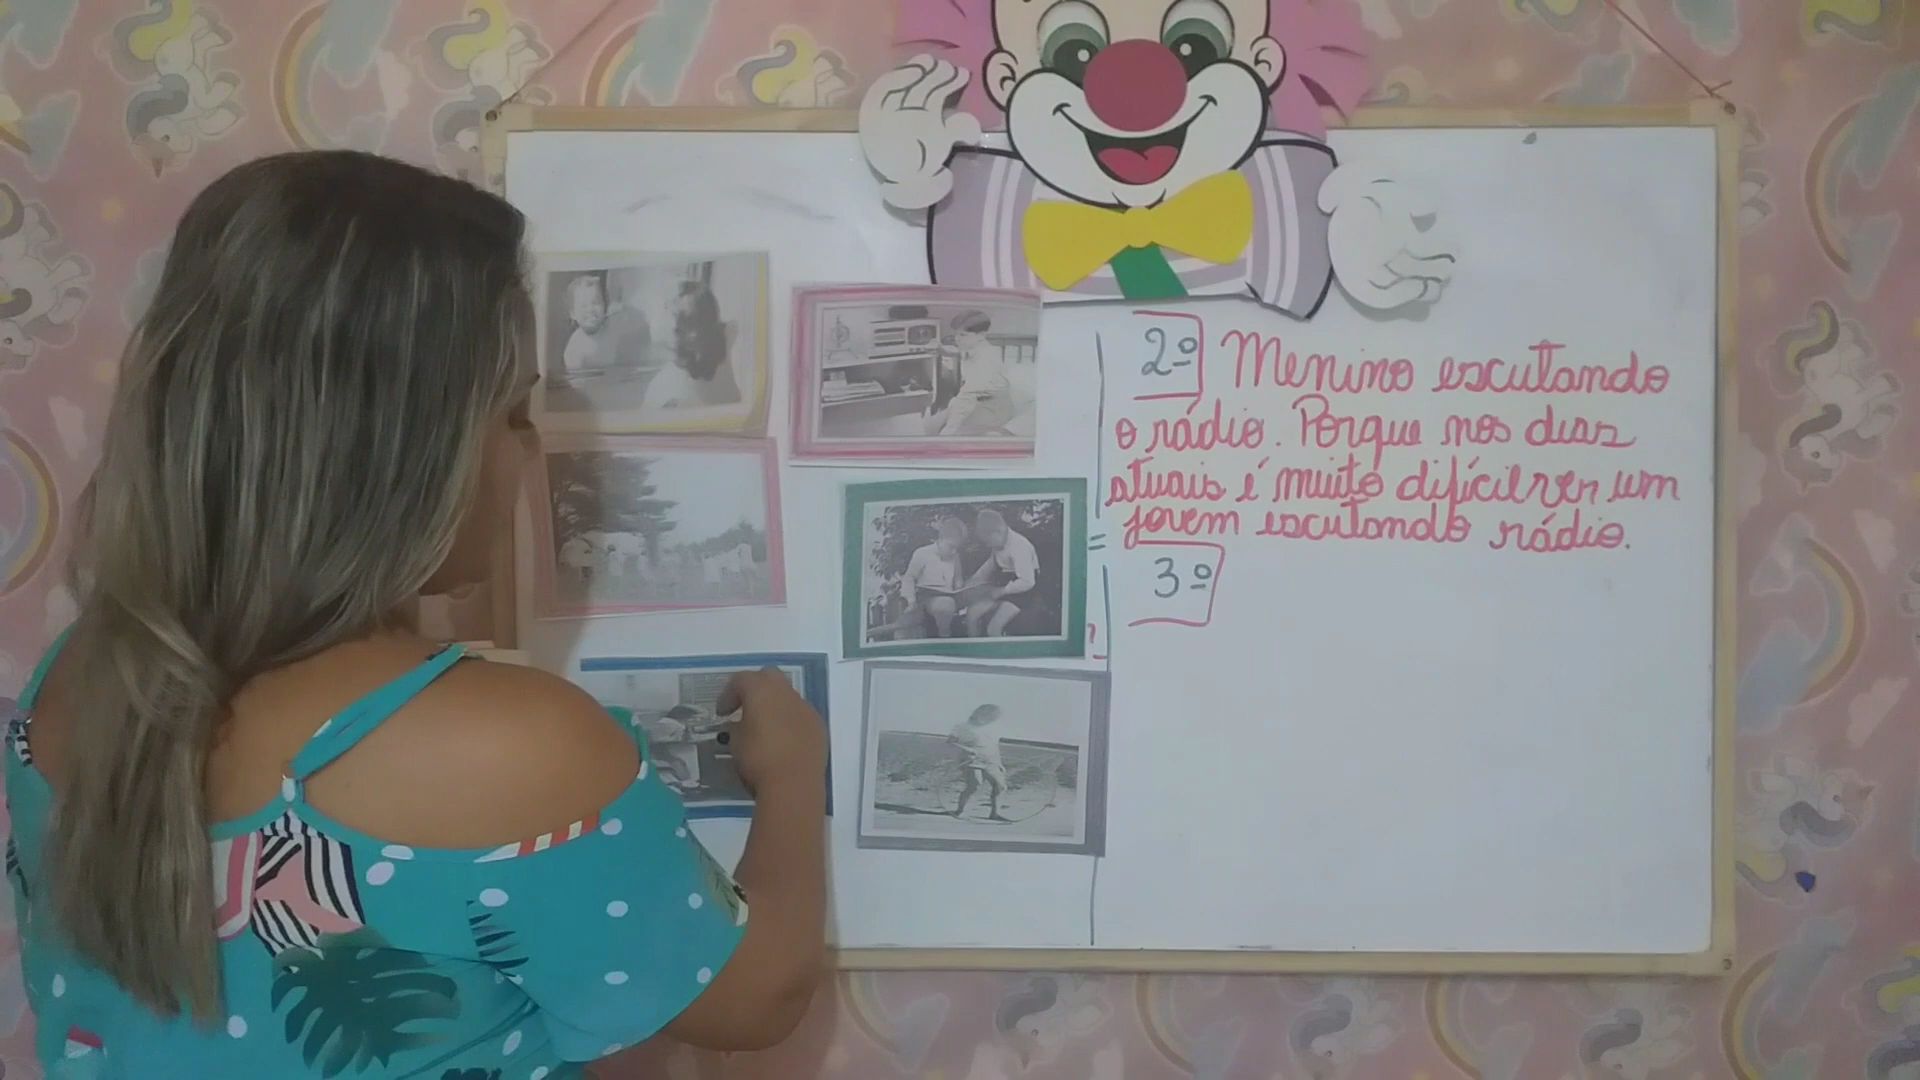 2º Menino escutando
o rádio. Porque nos dias
atuais é muito difícil ver um
jovem escutando rádio.
3º